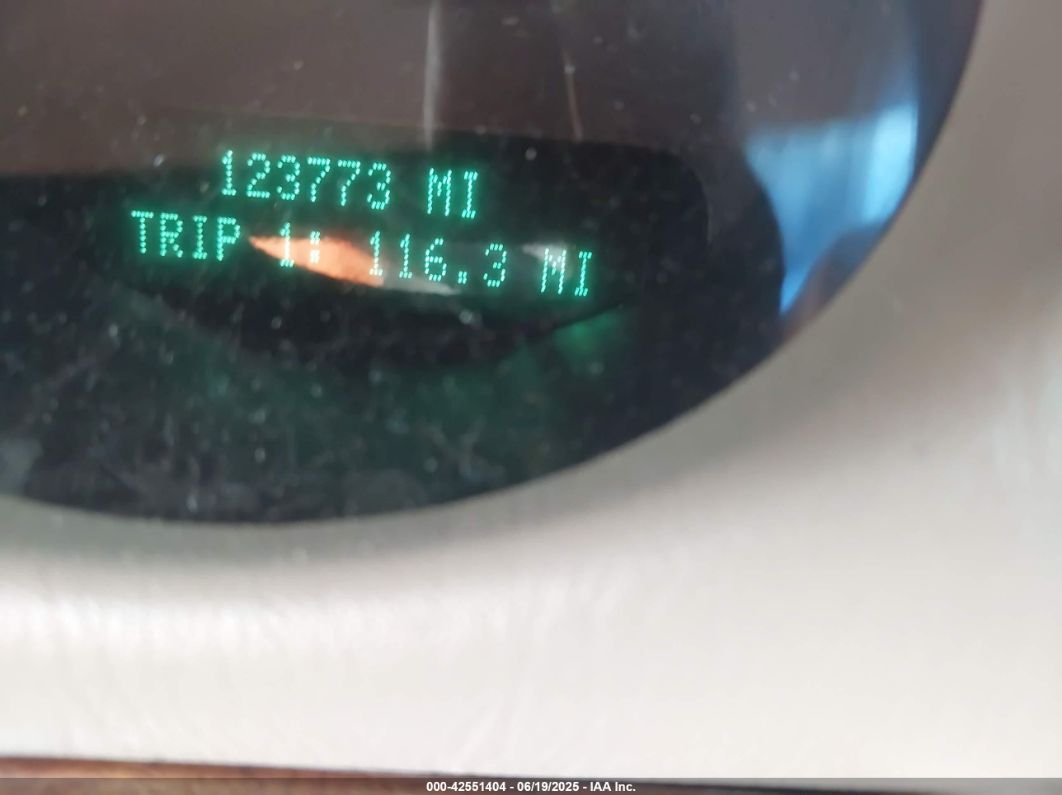 123773 MI
TRIP 1: 116.3 MI
000-42551404 - 06/19/2025 - IAA Inc.